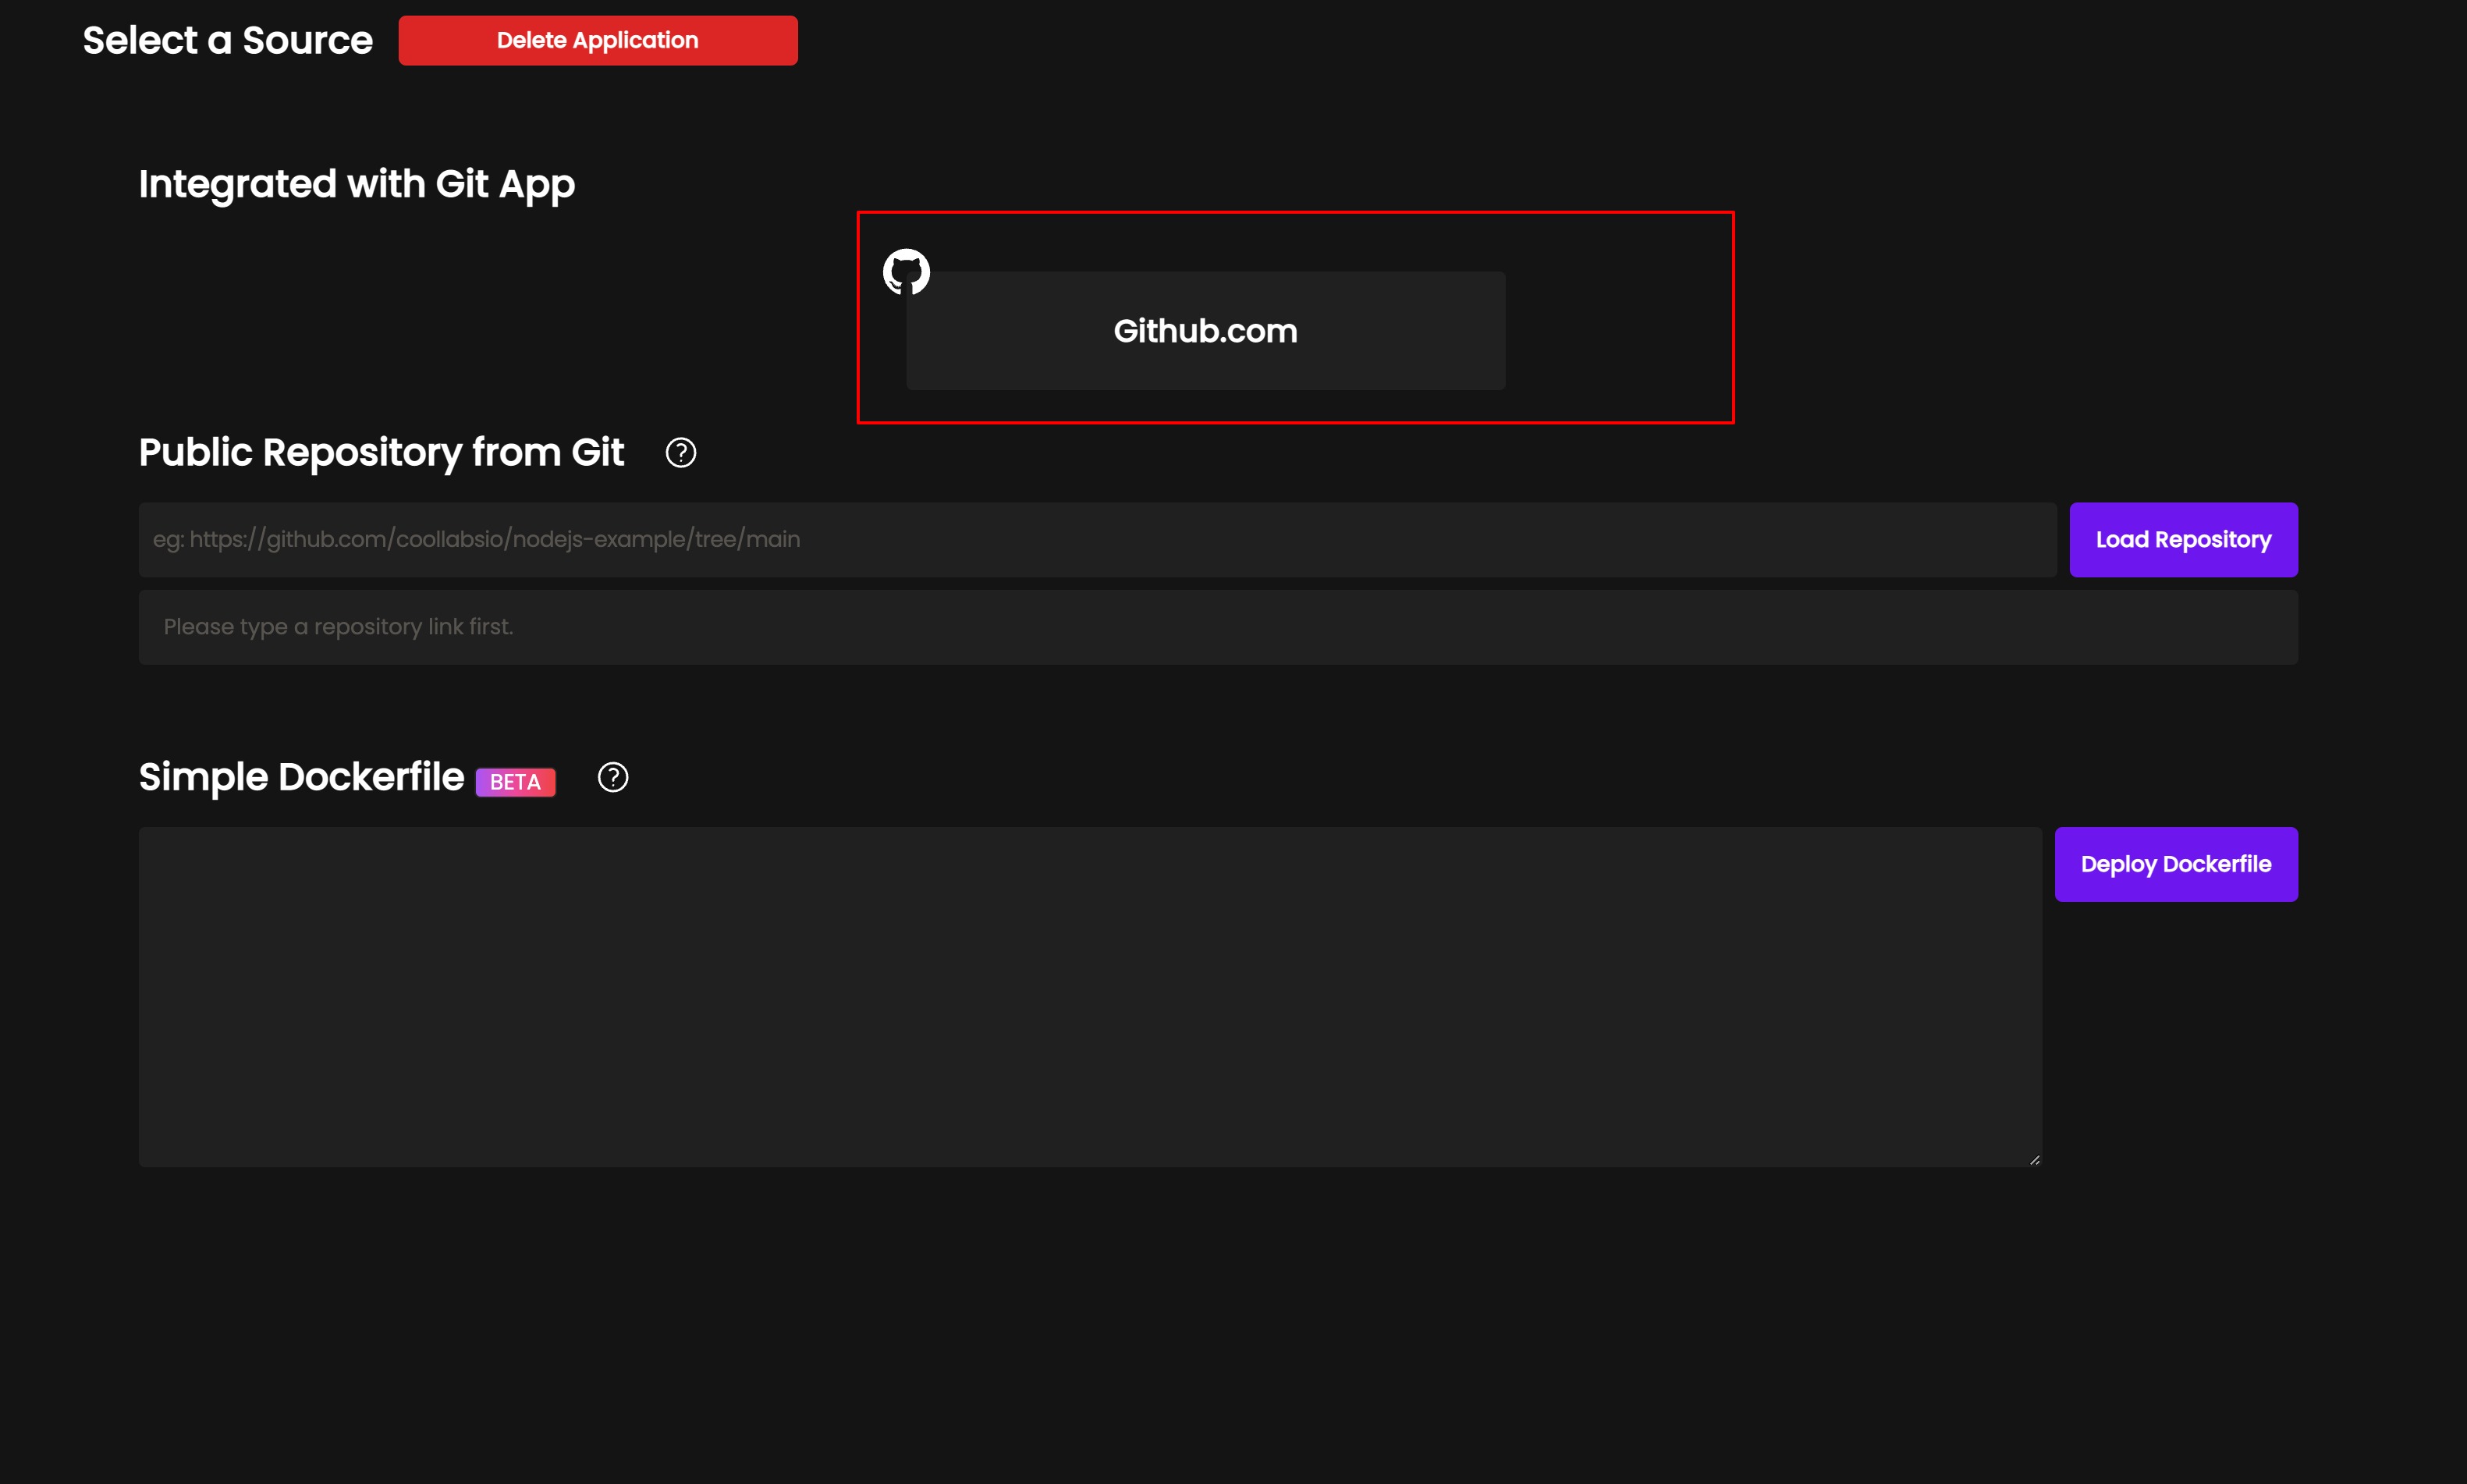 Select a Source
Delete Application
Integrated with Git App
Github.com
Public Repository from Git
eg: https://github.com/coollabsio/nodejs-example/tree/main
Load Repository
Please type a repository link first.
Simple Dockerfile BETA
Deploy Dockerfile